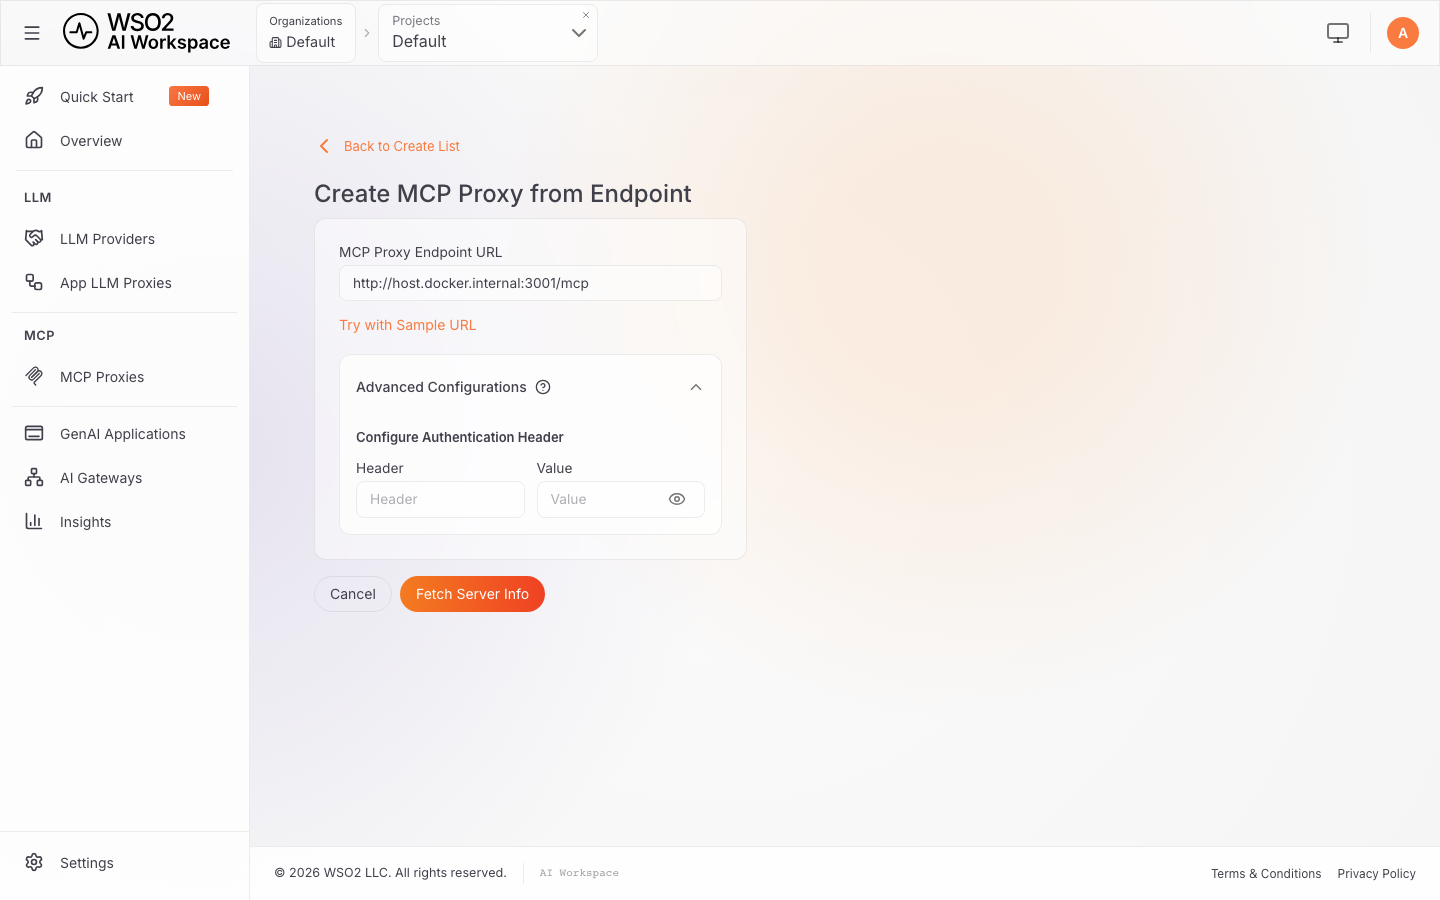 WSO2
AI Workspace
Organizations
Default
Projects
Default
A
Quick Start
New
Overview
LLM
LLM Providers
App LLM Proxies
MCP
MCP Proxies
GenAI Applications
AI Gateways
Insights
Settings
Back to Create List
Create MCP Proxy from Endpoint
MCP Proxy Endpoint URL
http://host.docker.internal:3001/mcp
Try with Sample URL
Advanced Configurations
Configure Authentication Header
Header Value
Header Value
Cancel Fetch Server Info
© 2026 WSO2 LLC. All rights reserved. AI Workspace Terms & Conditions Privacy Policy